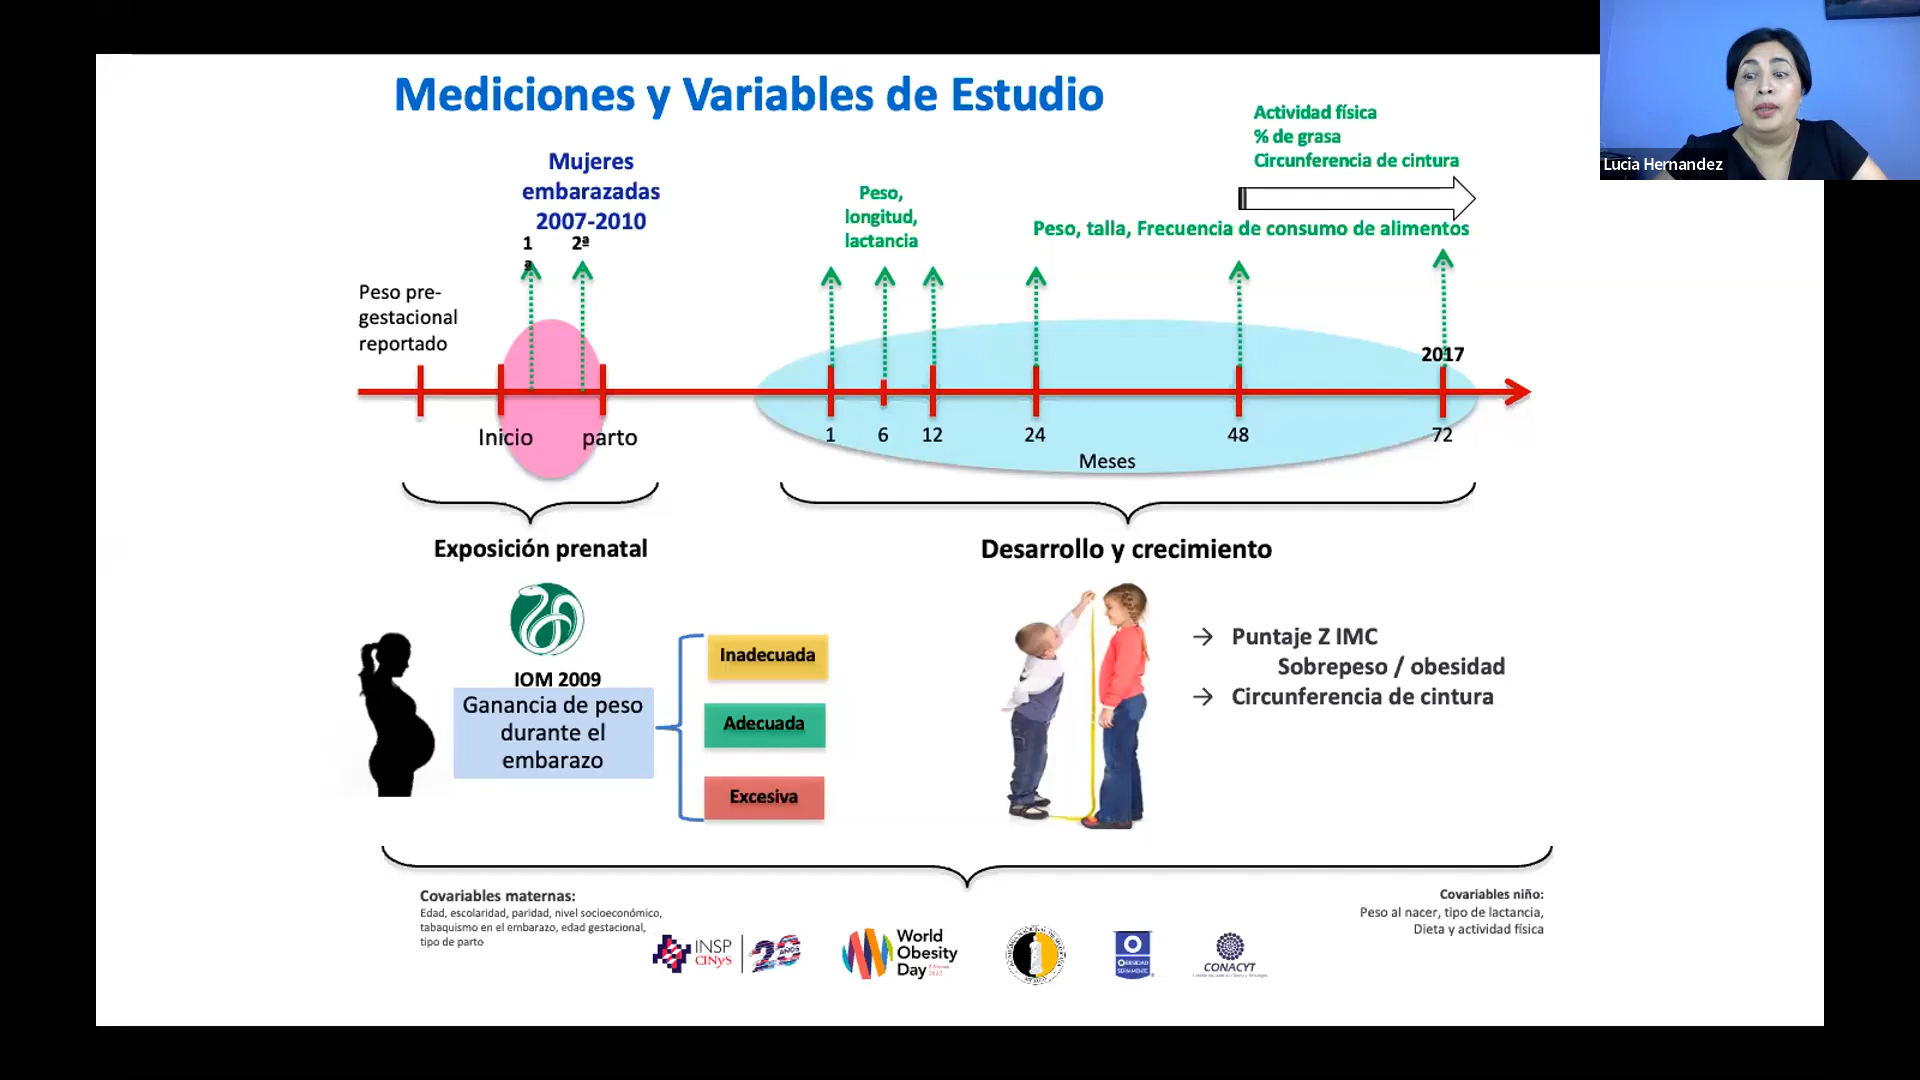 Mediciones y Variables de Estudio
Lucia Hernandez
Mujeres
embarazadas
2007-2010
1ª
2ª
Peso pre-
gestacional
reportado
Peso,
longitud,
lactancia
Actividad física
% de grasa
Circunferencia de cintura
Peso, talla, Frecuencia de consumo de alimentos
2017
Inicio
parto
1
6
12
24
48
72
Meses
Exposición prenatal
Desarrollo y crecimiento
IOM 2009
Ganancia de peso
durante el
embarazo
Inadecuada
Adecuada
Excesiva
→ Puntaje Z IMC
Sobrepeso / obesidad
→ Circunferencia de cintura
Covariables maternas:
Edad, escolaridad, paridad, nivel socioeconómico,
tabaquismo en el embarazo, edad gestacional,
tipo de parto
Covariables niño:
Peso al nacer, tipo de lactancia,
Dieta y actividad física
INSP
CINyS
AÑOS
World
Obesity
Day
OBESIDAD
CONACYT